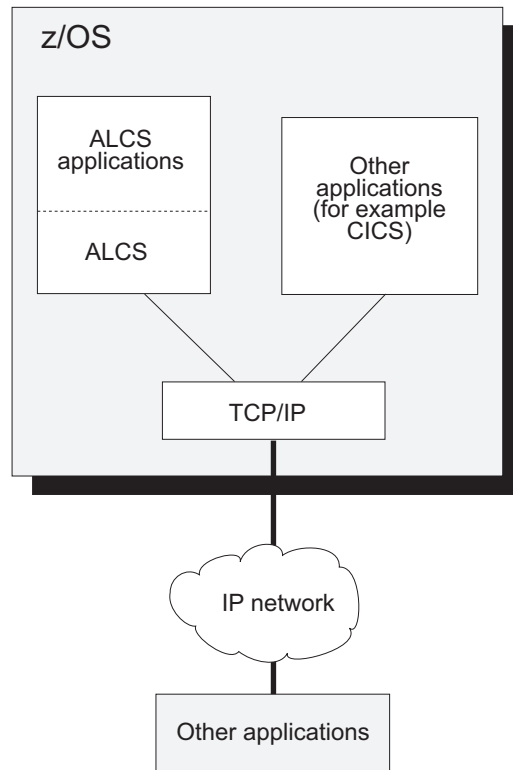 z/OS
ALCS
applications
ALCS
Other
applications
(for example
CICS)
TCP/IP
IP network
Other applications